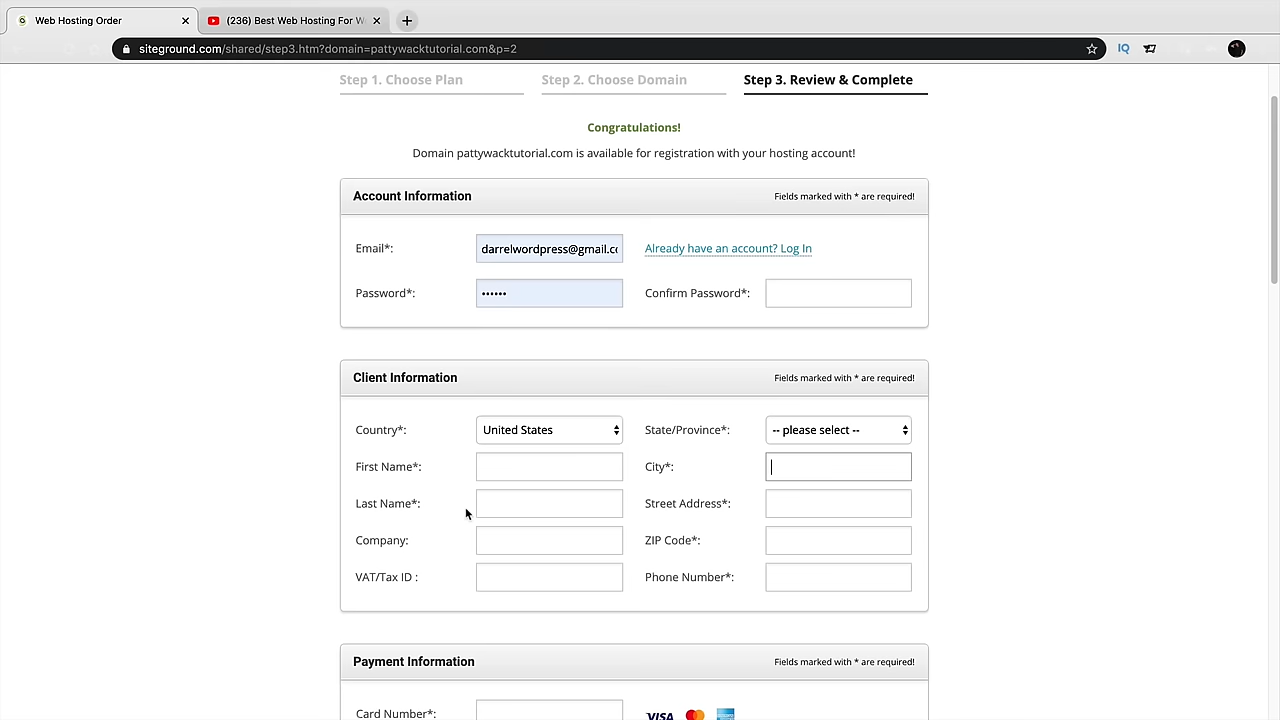 Web Hosting Order
(236) Best Web Hosting For W
siteground.com/shared/step3.htm?domain=pattywacktutorial.com&p=2
IQ
Step 1. Choose Plan Step 2. Choose Domain Step 3. Review & Complete
Congratulations!
Domain pattywacktutorial.com is available for registration with your hosting account!
Account Information Fields marked with * are required!
Email*: darrelwordpress@gmail.c Already have an account? Log In
Password*: •••••• Confirm Password*:
Client Information Fields marked with * are required!
Country*: United States State/Province*: -- please select --
First Name*: City*:
Last Name*: Street Address*:
Company: ZIP Code*:
VAT/Tax ID : Phone Number*:
Payment Information Fields marked with * are required!
Card Number*: VISA